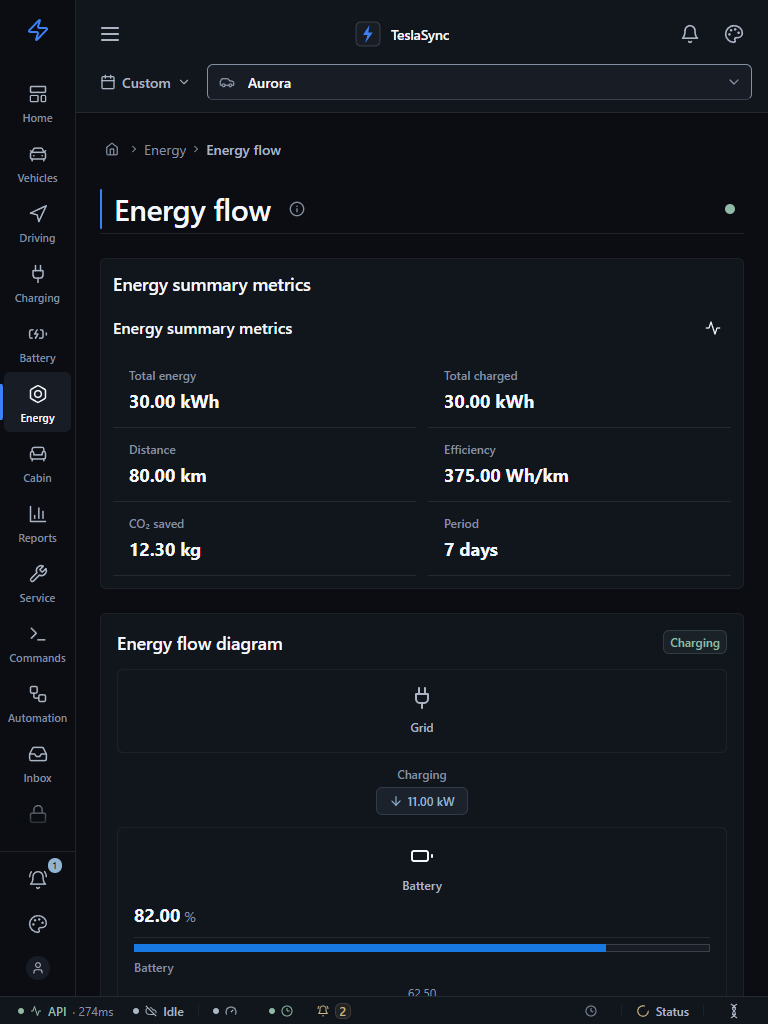 TeslaSync
Custom
Aurora
Home
Vehicles
Driving
Charging
Battery
Energy
Cabin
Reports
Service
Commands
Automation
Inbox
1
Energy
Energy flow
Energy flow
Energy summary metrics
Energy summary metrics
Total energy
30.00 kWh
Total charged
30.00 kWh
Distance
80.00 km
Efficiency
375.00 Wh/km
CO₂ saved
12.30 kg
Period
7 days
Energy flow diagram
Charging
Grid
Charging
11.00 kW
Battery
82.00 %
Battery
62.50
API · 274ms
Idle
2
Status